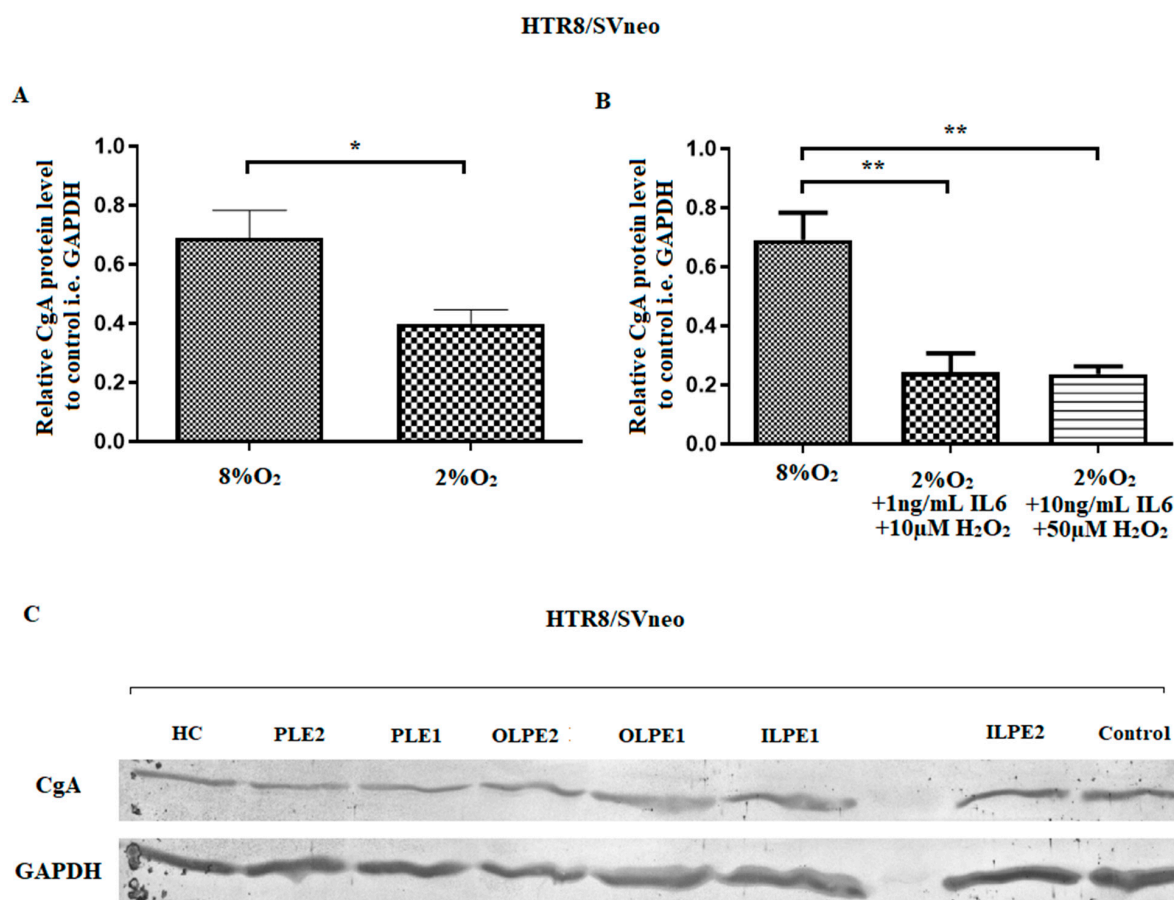 HTR8/SVneo
A
B
Relative CgA protein level
to control i.e. GAPDH
1.0
0.8
0.6
0.4
0.2
0.0
*
8%O₂
2%O₂
Relative CgA protein level
to control i.e. GAPDH
1.0
0.8
0.6
0.4
0.2
0.0
**
**
8%O₂
2%O₂
+1ng/mL IL6
+10μM H₂O₂
2%O₂
+10ng/mL IL6
+50μM H₂O₂
C
HTR8/SVneo
HC PLE2 PLE1 OLPE2 OLPE1 ILPE1 ILPE2 Control
CgA
GAPDH